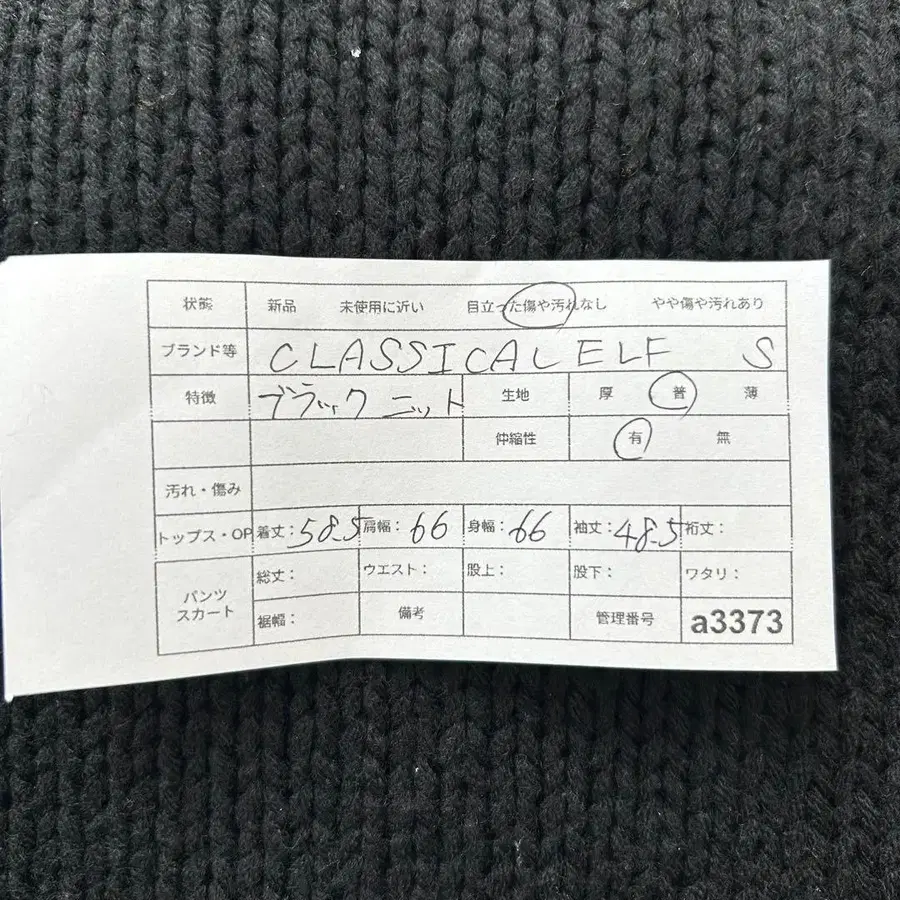 状態 新品 未使用に近い 目立った傷や汚れなし やや傷や汚れあり
ブランド等 CLASSICAL ELF S
特徴 ブラック ニット 生地 厚 普 薄
伸縮性 有 無
汚れ・傷み
トップス・OP 着丈：58.5 肩幅：66 身幅：66 袖丈：48.5 裄丈：
パンツ スカート 総丈： ウエスト： 股上： 股下： ワタリ：
裾幅： 備考 管理番号 a3373